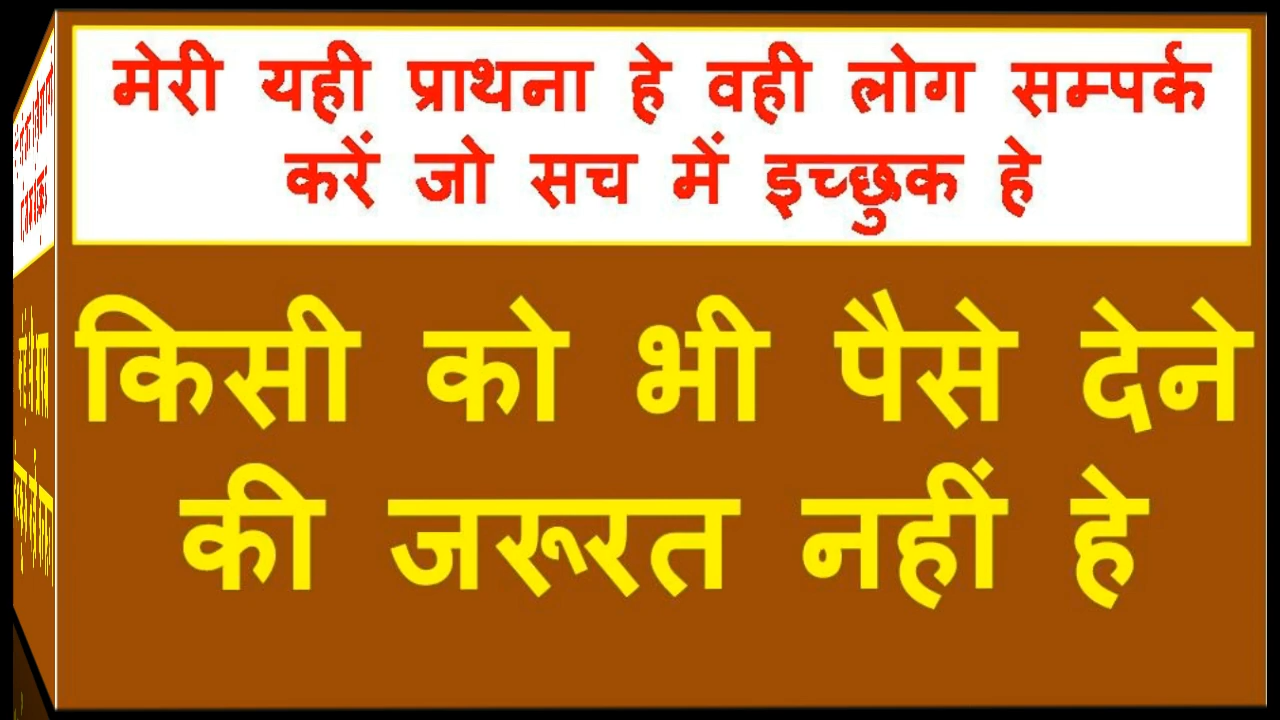 मेरी यही प्राथना हे वही लोग सम्पर्क
करें जो सच में इच्छुक हे
किसी को भी पैसे देने
की जरूरत नहीं हे